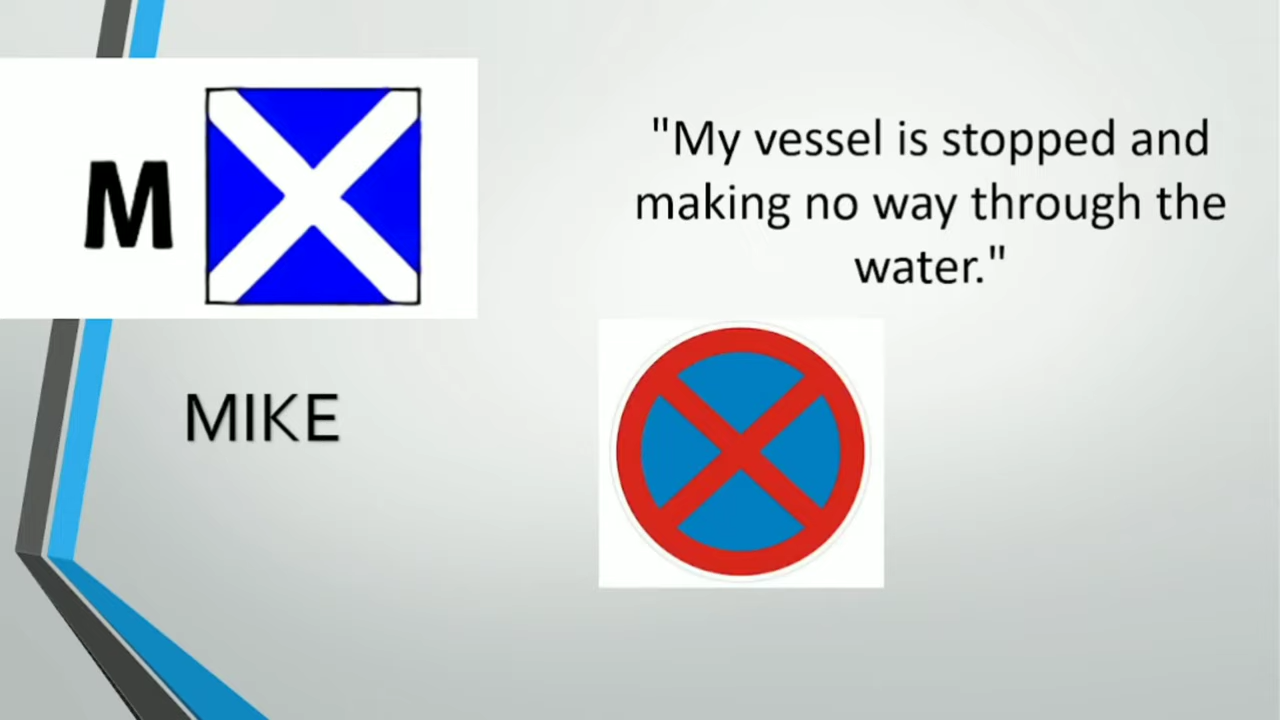 M
MIKE
"My vessel is stopped and
making no way through the
water."